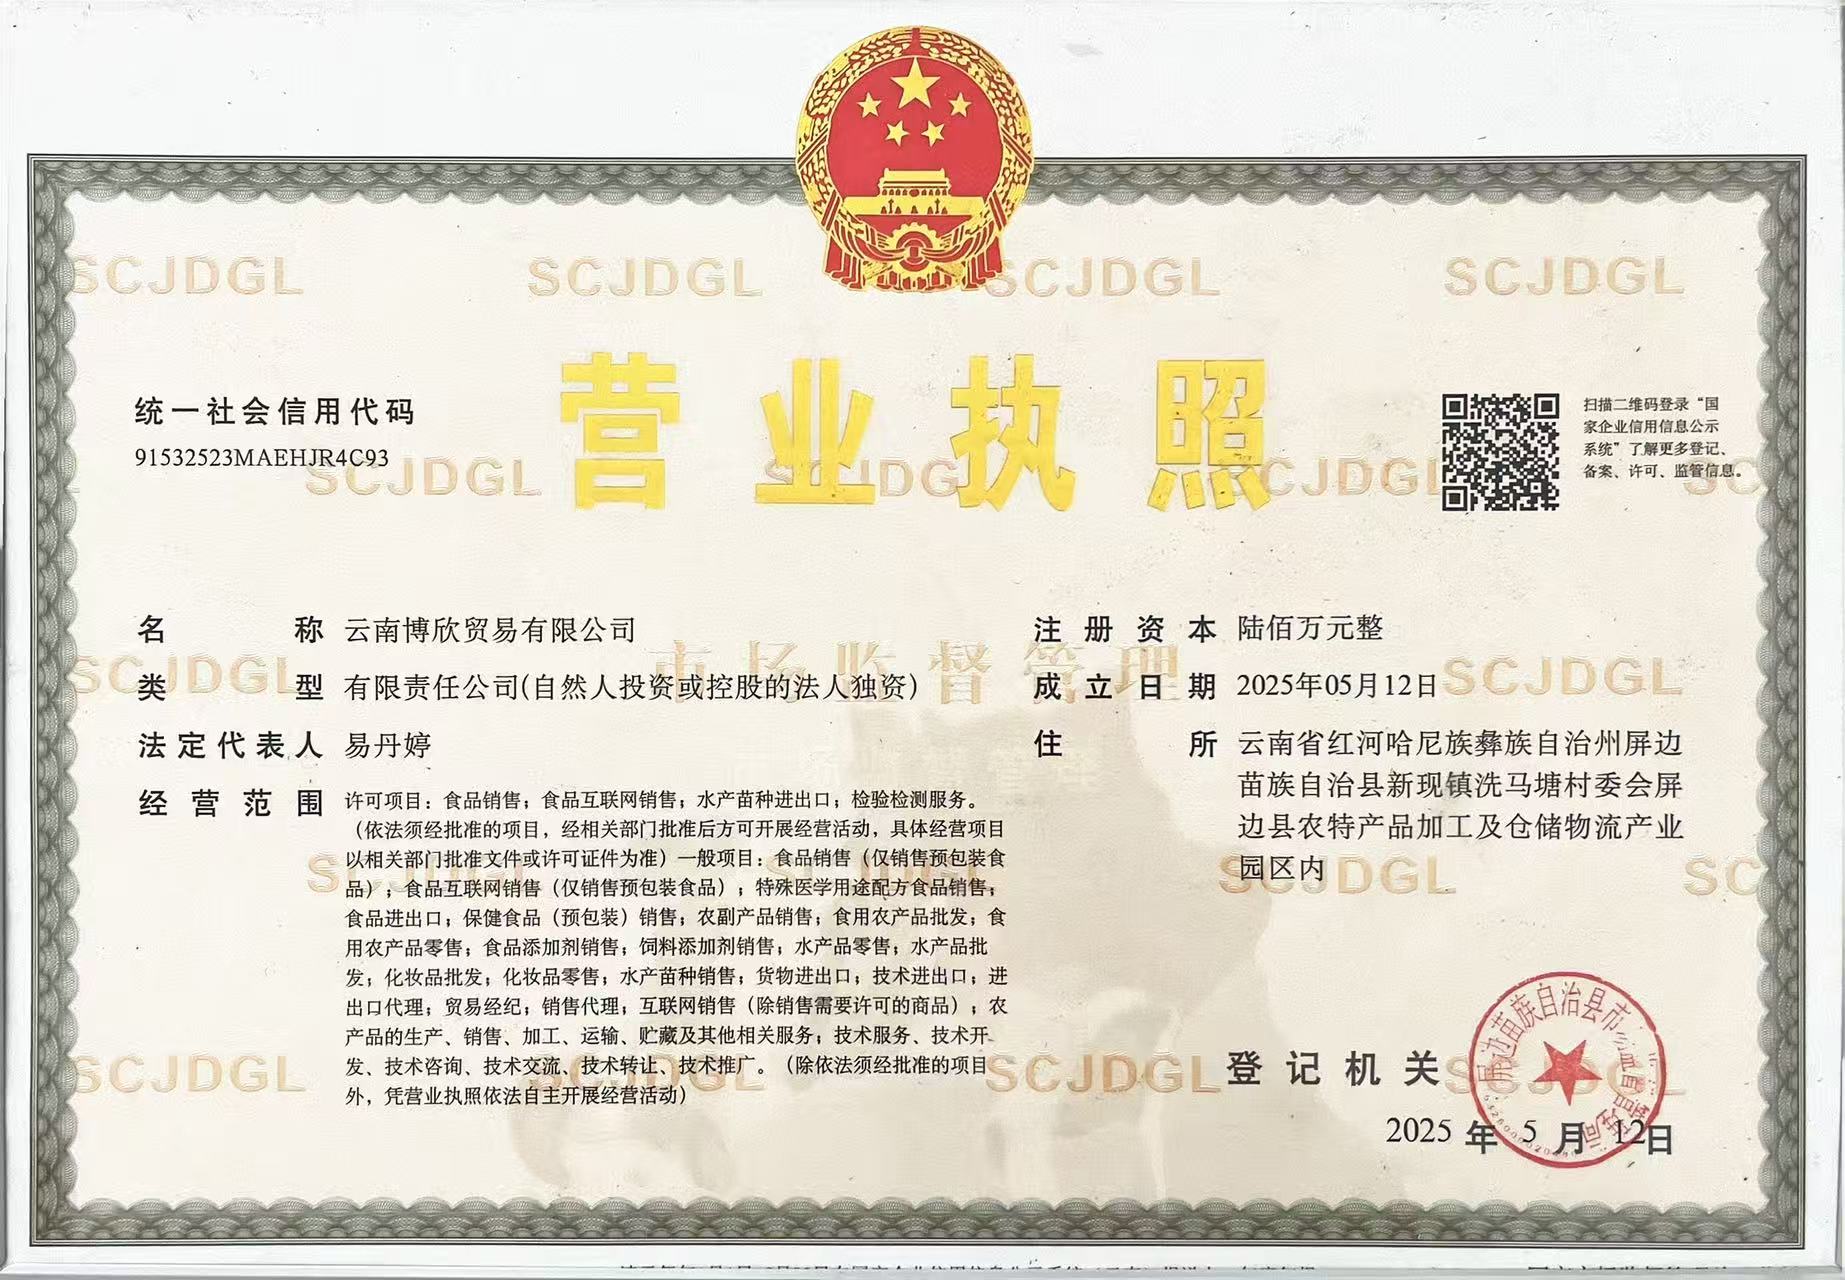 营业执照
统一社会信用代码
91532523MAEHJR4C93
扫描二维码登录“国
家企业信用信息公示
系统”了解更多登记、
备案、许可、监管信息。
名称 云南博欣贸易有限公司
类型 有限责任公司(自然人投资或控股的法人独资)
法定代表人 易丹婷
经营范围 许可项目：食品销售；食品互联网销售；水产苗种进出口；检验检测服务。
（依法须经批准的项目，经相关部门批准后方可开展经营活动，具体经营项目
以相关部门批准文件或许可证件为准）一般项目：食品销售（仅销售预包装食
品）；食品互联网销售（仅销售预包装食品）；特殊医学用途配方食品销售；
食品进出口；保健食品（预包装）销售；农副产品销售；食用农产品批发；食
用农产品零售；食品添加剂销售；饲料添加剂销售；水产品零售；水产品批
发；化妆品批发；化妆品零售；水产苗种销售；货物进出口；技术进出口；进
出口代理；贸易经纪；销售代理；互联网销售（除销售需要许可的商品）；农
产品的生产、销售、加工、运输、贮藏及其他相关服务；技术服务、技术开
发、技术咨询、技术交流、技术转让、技术推广。（除依法须经批准的项目
外，凭营业执照依法自主开展经营活动）
注册资本 陆佰万元整
成立日期 2025年05月12日
住所 云南省红河哈尼族彝族自治州屏边
苗族自治县新现镇洗马塘村委会屏
边县农特产品加工及仓储物流产业
园区内
登记机关
2025 年 5 月 12 日
屏边苗族自治县市场监督管理局
SCJDGL
市场监督管理